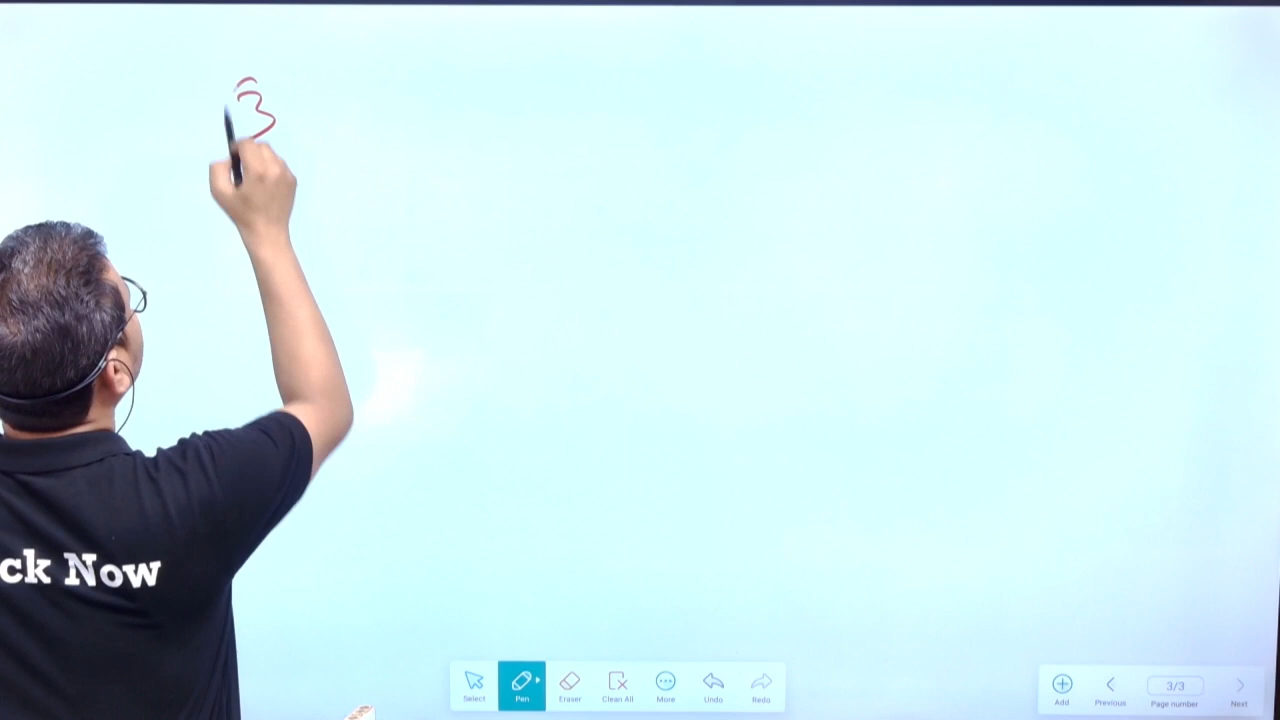 3
ck Now
Select
Pen
Eraser
Clean All
More
Undo
Redo
Add
Previous
3/3
Page number
Next